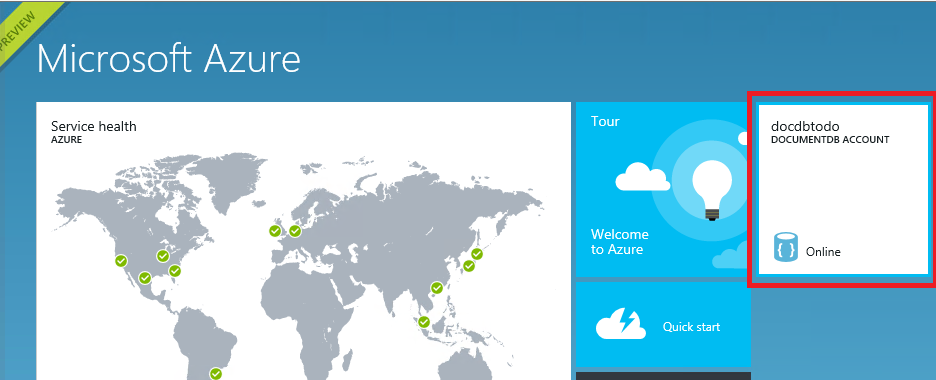 PREVIEW
Microsoft Azure
Service health
AZURE
Tour
Welcome
to Azure
Quick start
docdbtodo
DOCUMENTDB ACCOUNT
{ }
Online